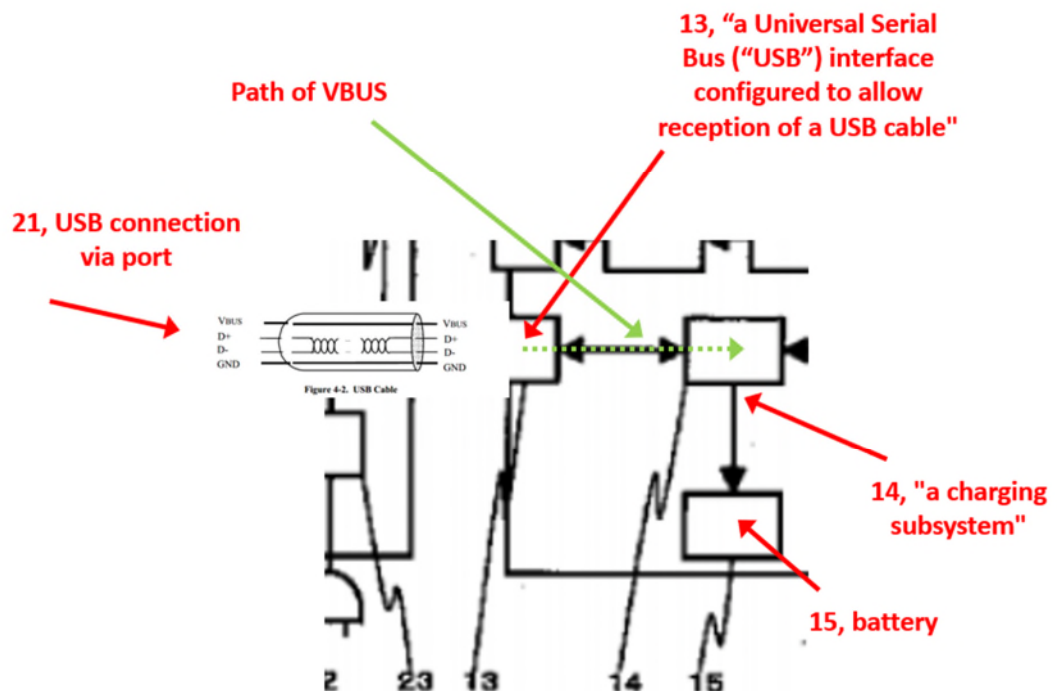 13, “a Universal Serial
Bus (“USB”) interface
configured to allow
reception of a USB cable"
Path of VBUS
21, USB connection
via port
VBUS
D+
D-
GND
VBUS
D+
D-
GND
Figure 4-2. USB Cable
14, "a charging
subsystem"
15, battery
2 23 13 14 15